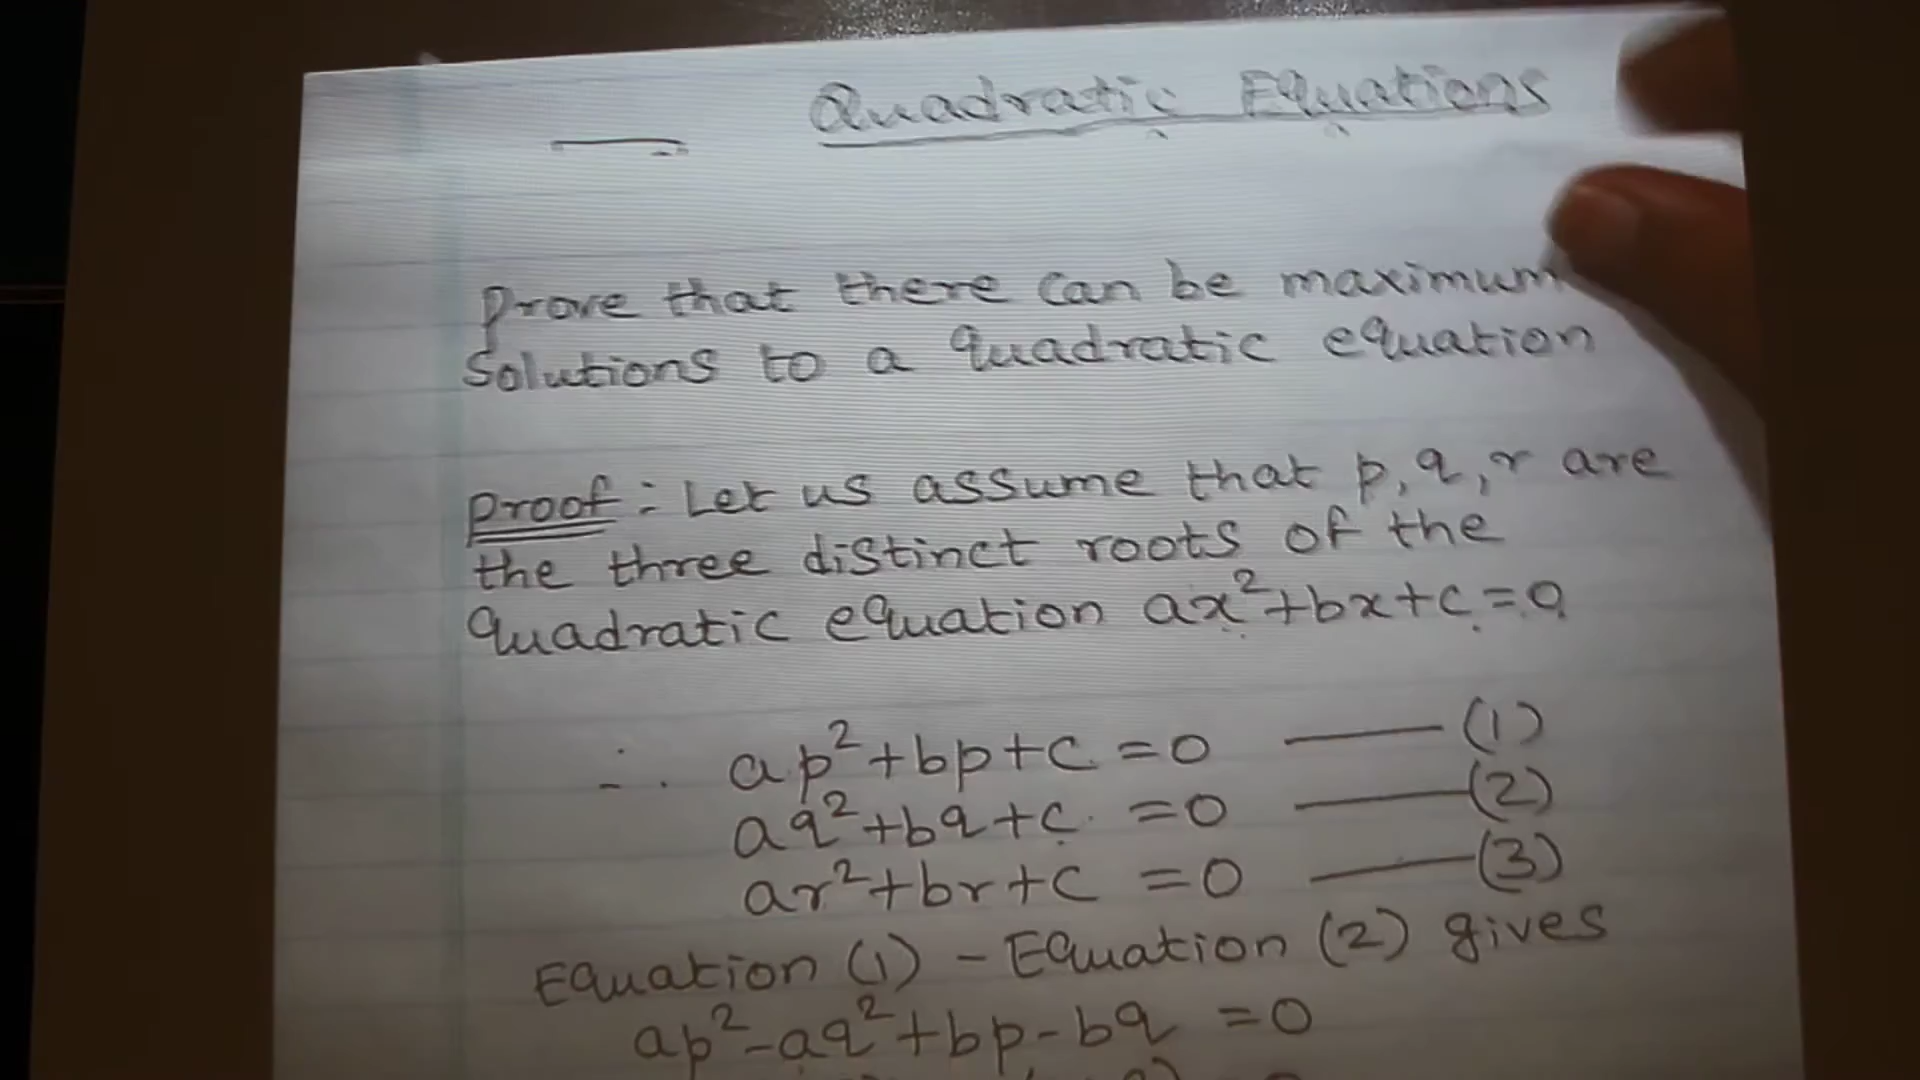 Quadratic Equations
Prove that there can be maximum
Solutions to a quadratic equation
Proof: Let us assume that p, q, r are
the three distinct roots of the
quadratic equation ax²+bx+c=0
∴ ap²+bp+c=0 —— (1)
aq²+bq+c =0 —— (2)
ar²+br+c =0 —— (3)
Equation (1) - Equation (2) gives
ap²-aq²+bp-bq =0